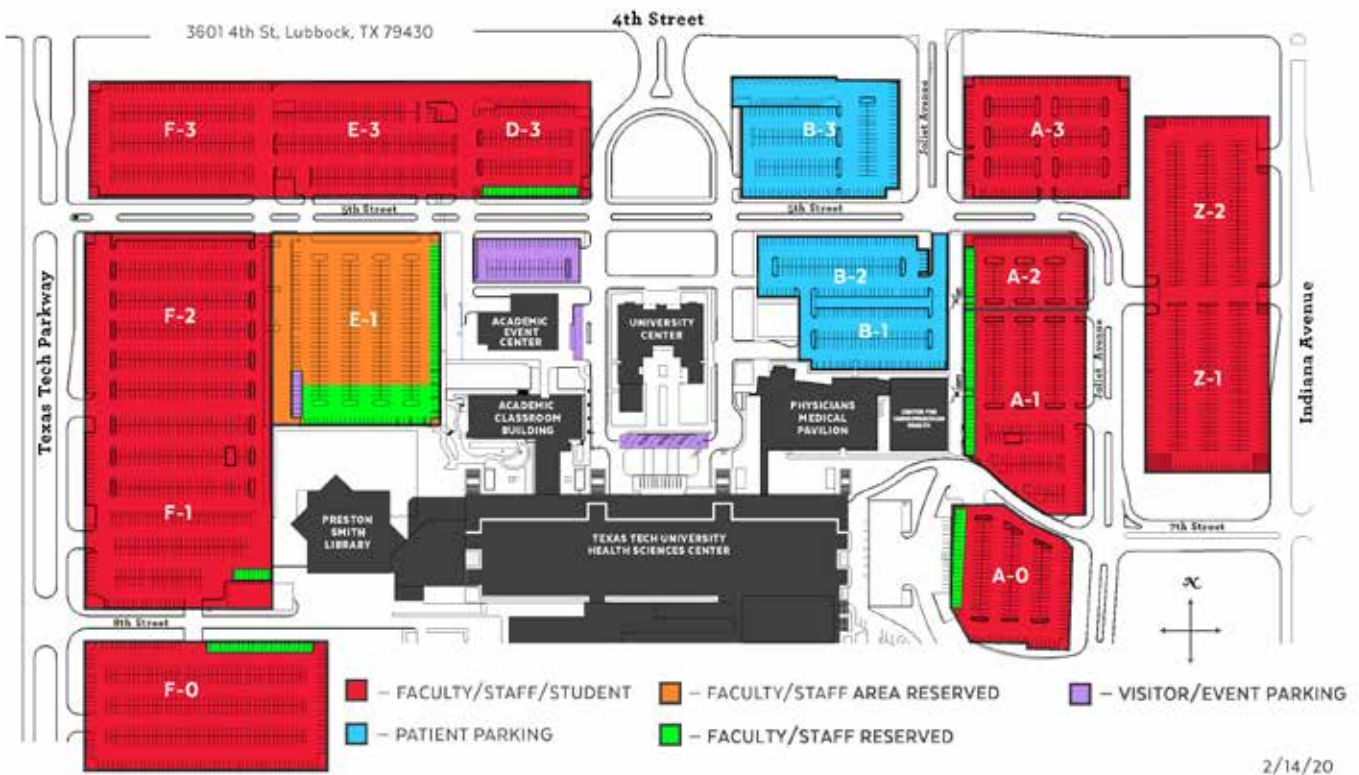 4th Street
3601 4th St, Lubbock, TX 79430
F-3
E-3
D-3
B-3
Joliet Avenue
A-3
Z-2
5th Street
5th Street
Texas Tech Parkway
F-2
E-1
B-2
A-2
ACADEMIC
EVENT
CENTER
UNIVERSITY
CENTER
B-1
Joliet Avenue
Z-1
Indiana Avenue
ACADEMIC
CLASSROOM
BUILDING
PHYSICIANS
MEDICAL
PAVILION
CENTER FOR
CARDIOVASCULAR
HEALTH
A-1
F-1
PRESTON
SMITH
LIBRARY
TEXAS TECH UNIVERSITY
HEALTH SCIENCES CENTER
7th Street
A-0
N
8th Street
F-0
– FACULTY/STAFF/STUDENT
– FACULTY/STAFF AREA RESERVED
– VISITOR/EVENT PARKING
– PATIENT PARKING
– FACULTY/STAFF RESERVED
2/14/20